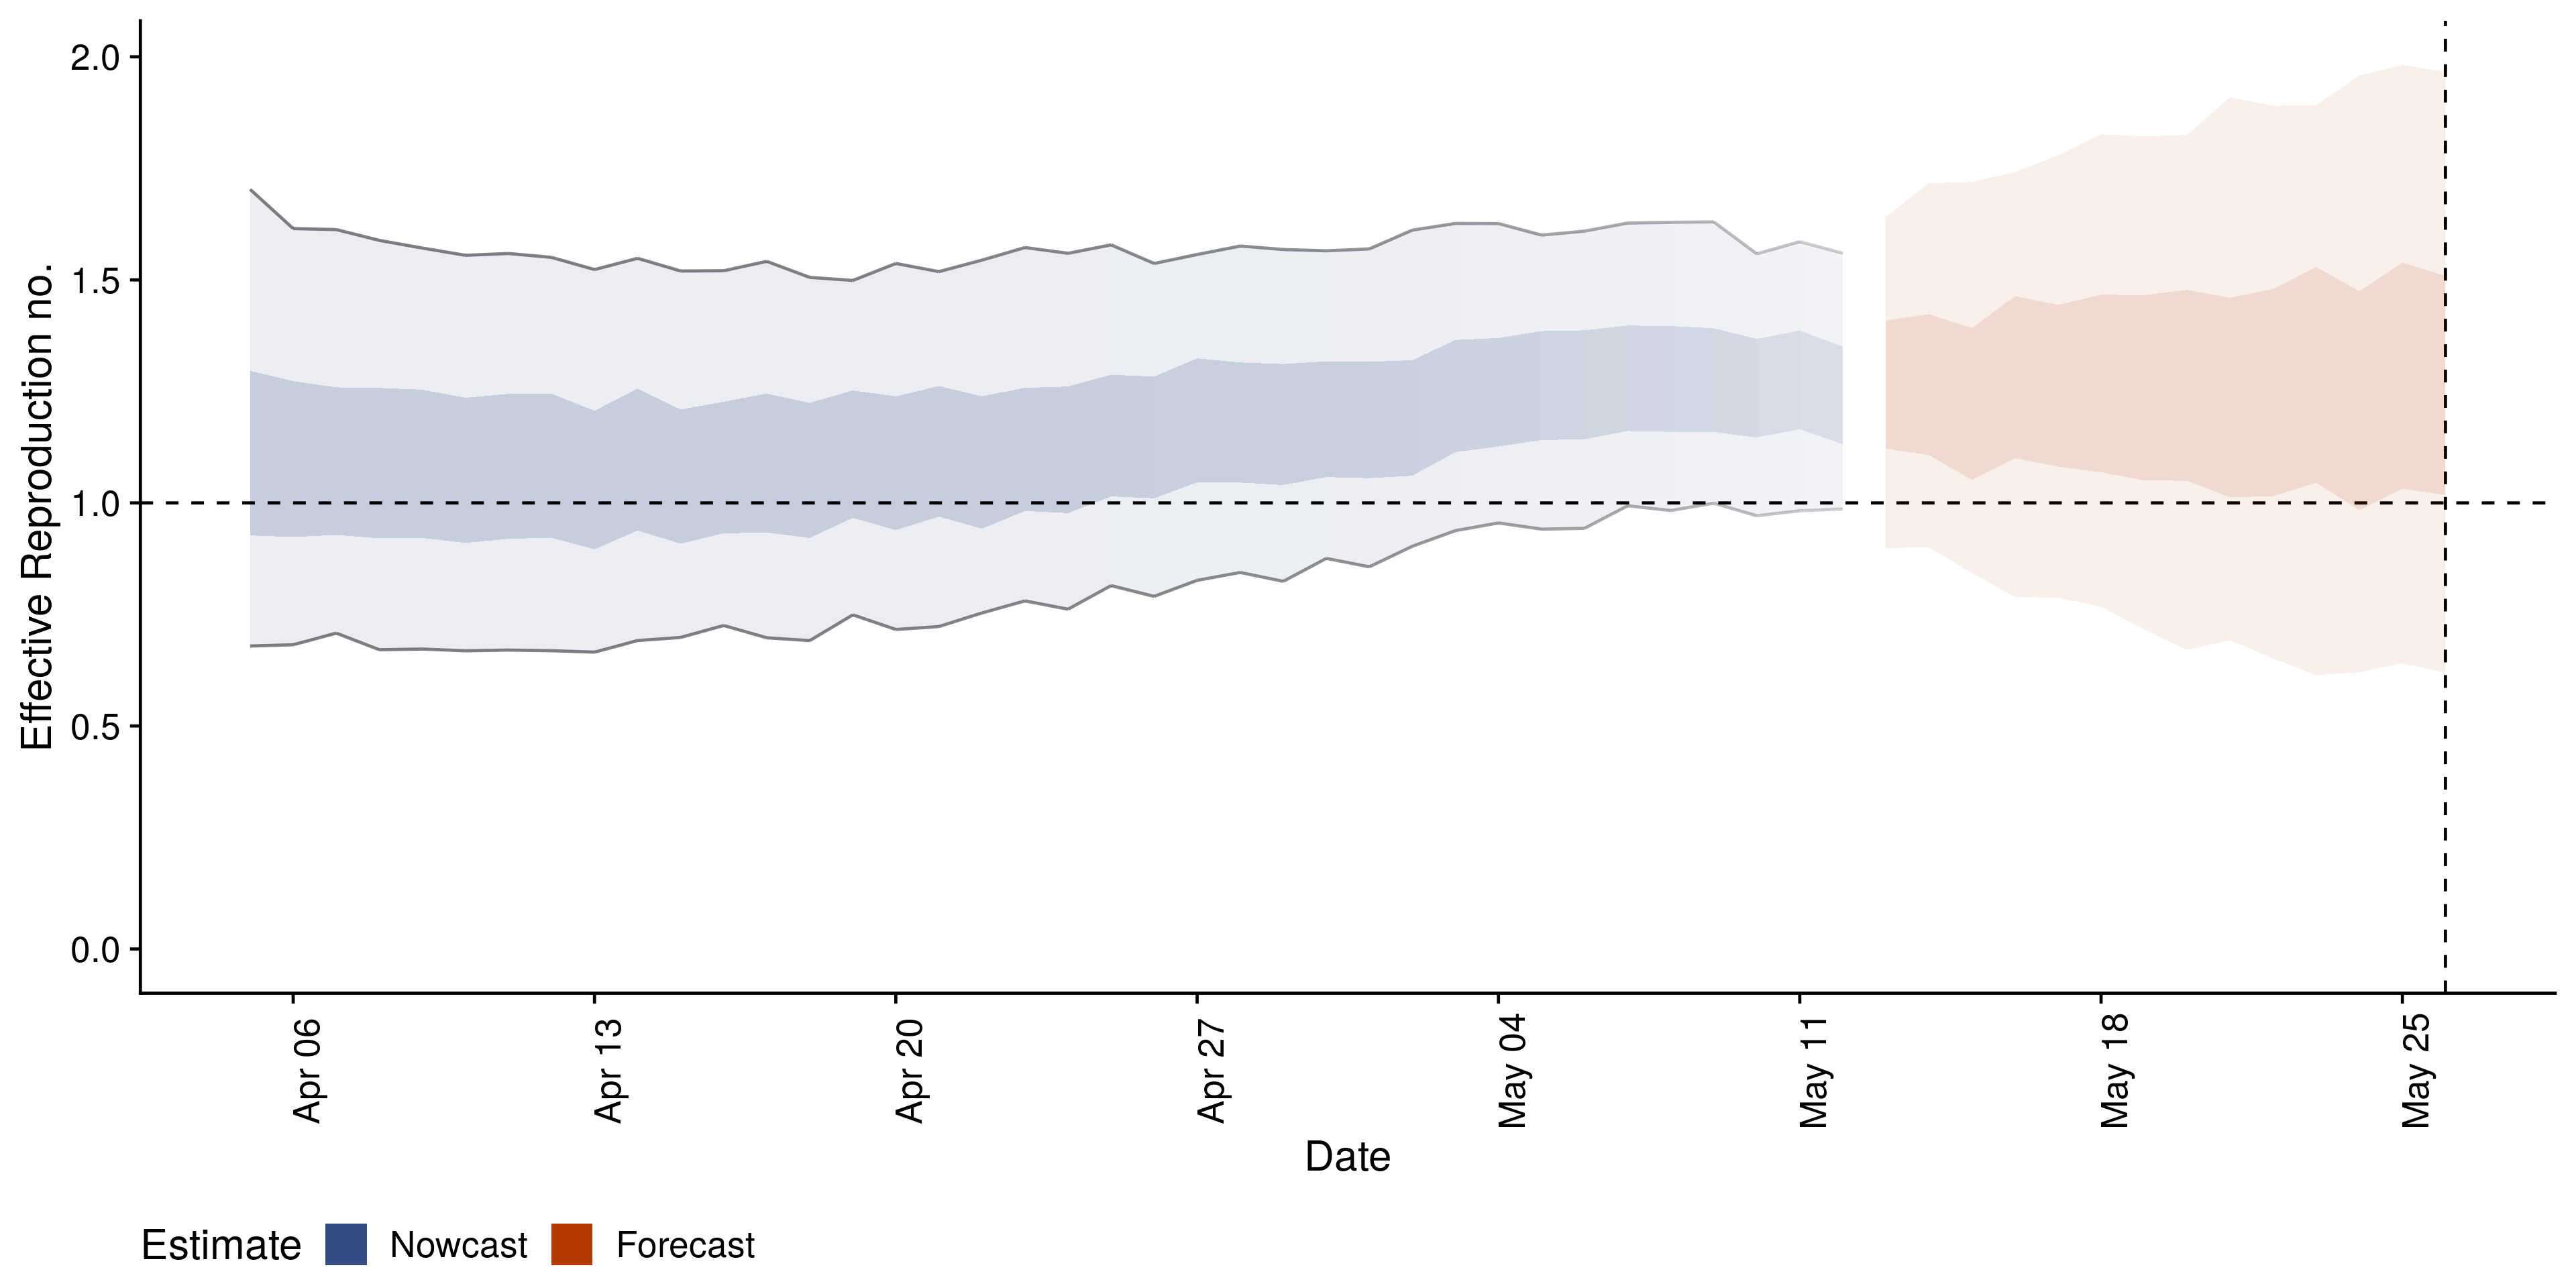 Effective Reproduction no.
2.0
1.5
1.0
0.5
0.0
Apr 06
Apr 13
Apr 20
Apr 27
May 04
May 11
May 18
May 25
Date
Estimate Nowcast Forecast